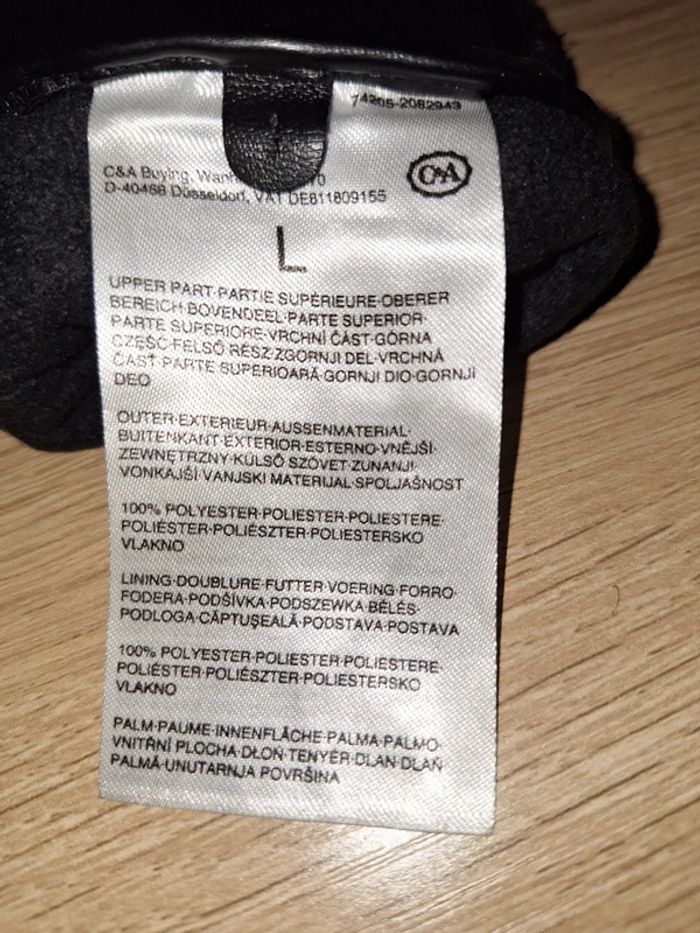 74205-2082943
C&A Buying, 
C&A
D-40468 Düsseldorf, VAT DE811809155
L
UPPER PART·PARTIE SUPÉRIEURE·OBERER
BEREICH·BOVENDEEL·PARTE SUPERIOR·
PARTE SUPERIORE·VRCHNÍ ČÁST·GÓRNA
CZĘŚĆ·FELSŐ RÉSZ·ZGORNJI DEL·VRCHNÁ
ČASŤ·PARTE SUPERIOARĂ·GORNJI DIO·GORNJI
DEO
OUTER·EXTERIEUR·AUSSENMATERIAL·
BUITENKANT·EXTERIOR·ESTERNO·VNĚJŠÍ·
ZEWNĘTRZNY·KÜLSŐ SZÖVET·ZUNANJI·
VONKAJŠÍ·VANJSKI MATERIJAL·SPOLJAŠNOST
100% POLYESTER·POLIESTER·POLIESTERE·
POLIÉSTER·POLIÉSZTER·POLIESTERSKO
VLAKNO
LINING·DOUBLURE·FUTTER·VOERING·FORRO·
FODERA·PODŠÍVKA·PODSZEWKA·BÉLÉS·
PODLOGA·CĂPTUŞEALĂ·PODSTAVA·POSTAVA
100% POLYESTER·POLIESTER·POLIESTERE·
POLIÉSTER·POLIÉSZTER·POLIESTERSKO
VLAKNO
PALM·PAUME·INNENFLÄCHE·PALMA·PALMO·
VNITŘNÍ PLOCHA·DŁOŃ·TENYÉR·DLAN·DLAŇ·
PALMĂ·UNUTARNJA POVRŠINA